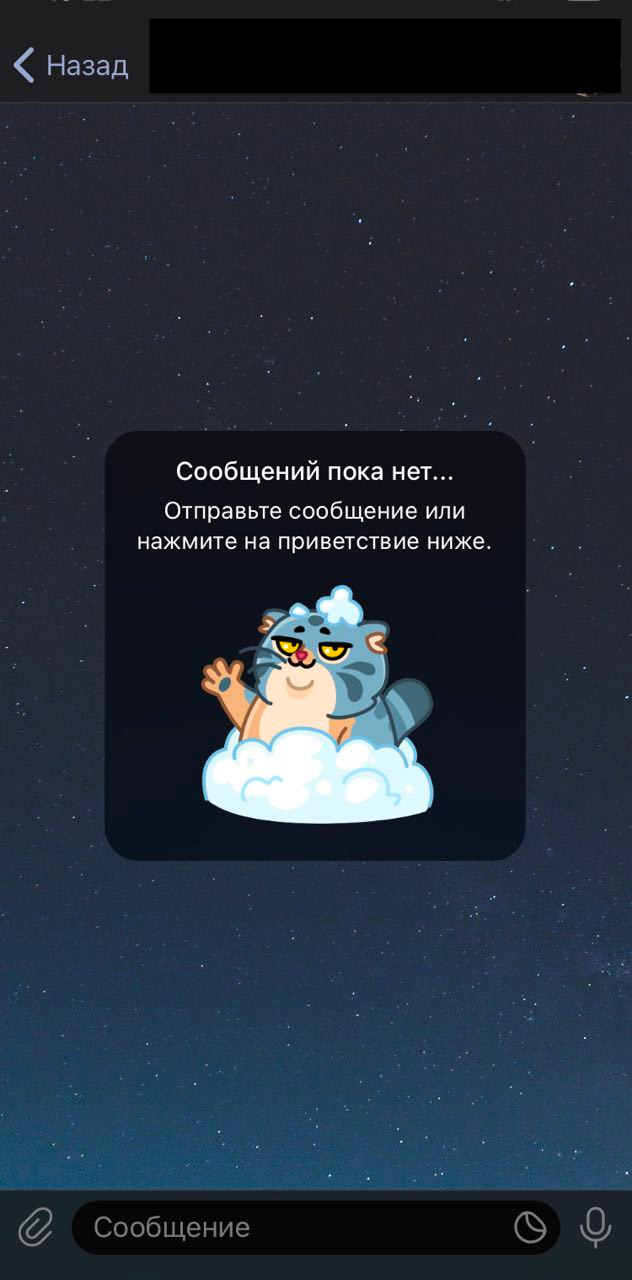 Назад
Сообщений пока нет...
Отправьте сообщение или
нажмите на приветствие ниже.
Сообщение